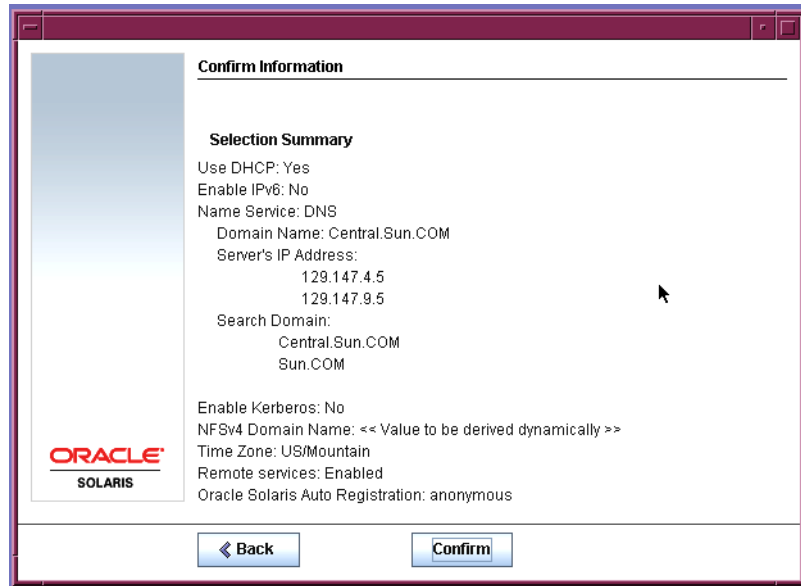 Confirm Information
Selection Summary
Use DHCP: Yes
Enable IPv6: No
Name Service: DNS
Domain Name: Central.Sun.COM
Server's IP Address:
129.147.4.5
129.147.9.5
Search Domain:
Central.Sun.COM
Sun.COM
Enable Kerberos: No
NFSv4 Domain Name: << Value to be derived dynamically >>
Time Zone: US/Mountain
Remote services: Enabled
Oracle Solaris Auto Registration: anonymous
ORACLE
SOLARIS
Back
Confirm